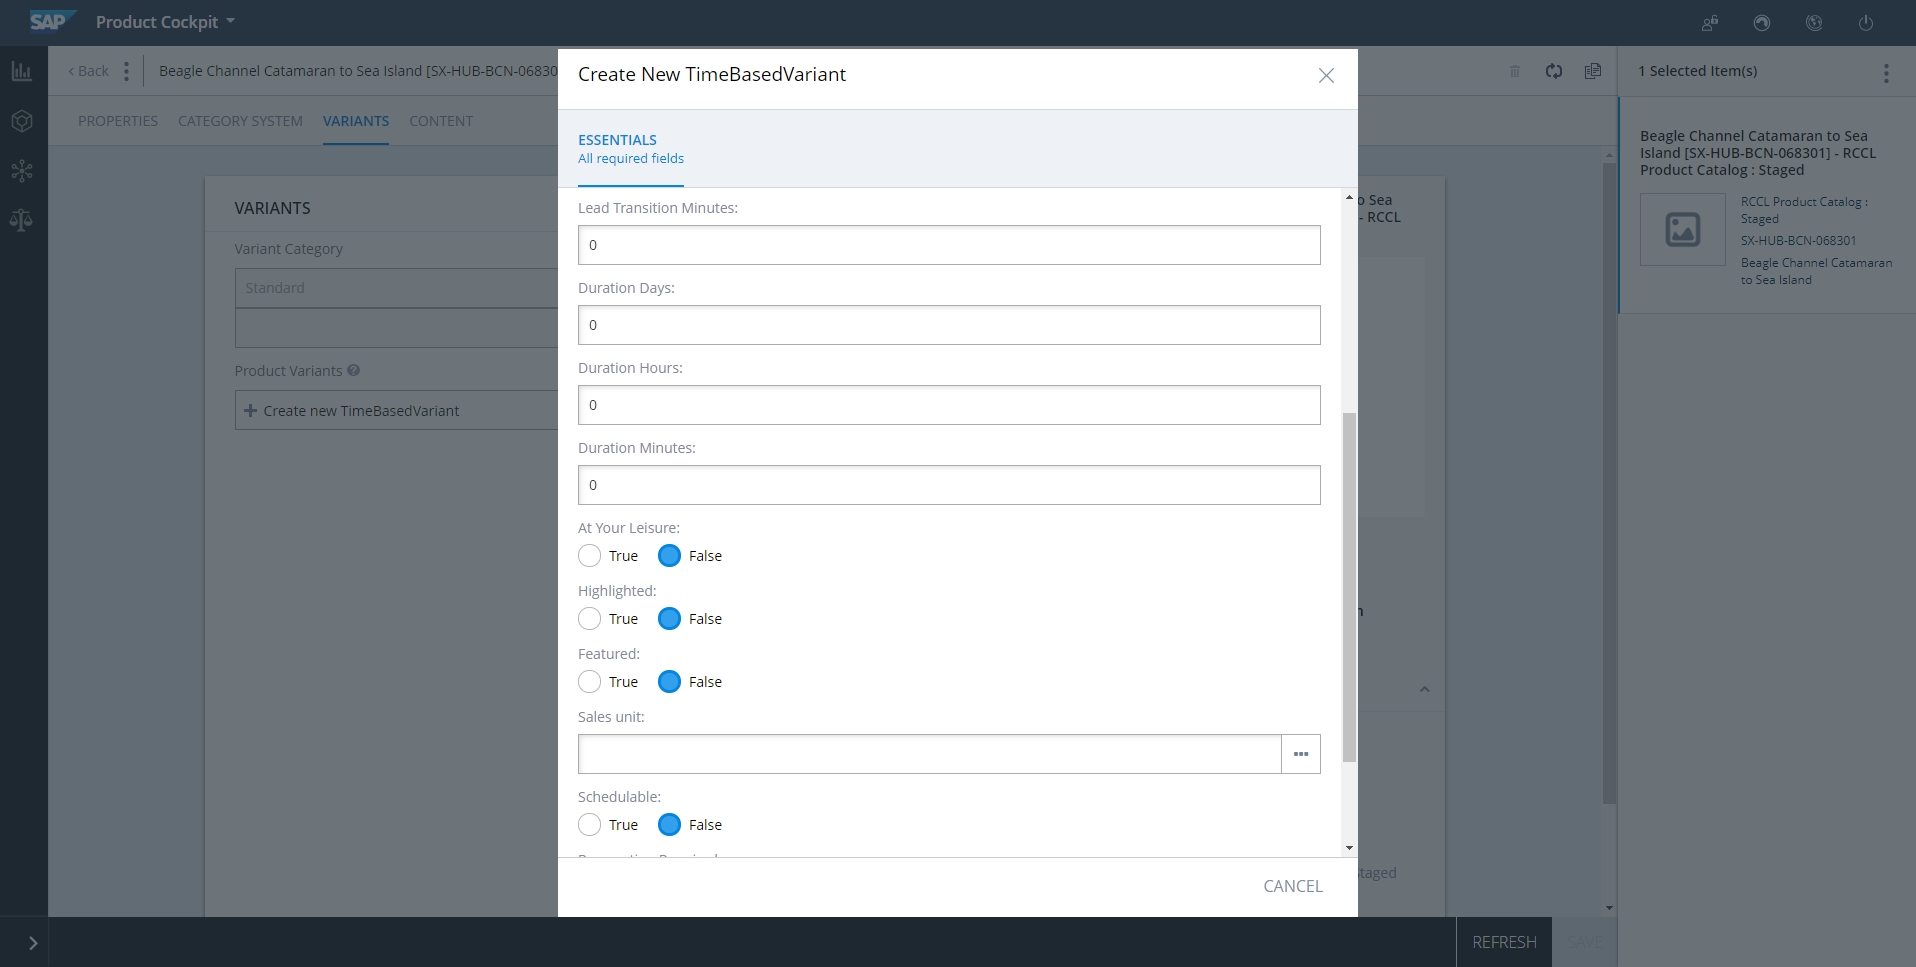 SAP
Product Cockpit
Back
Beagle Channel Catamaran to Sea Island [SX-HUB-BCN-06830
PROPERTIES
CATEGORY SYSTEM
VARIANTS
CONTENT
VARIANTS
Variant Category
Standard
Product Variants
Create new TimeBasedVariant
Create New TimeBasedVariant
ESSENTIALS
All required fields
Lead Transition Minutes:
0
Duration Days:
0
Duration Hours:
0
Duration Minutes:
0
At Your Leisure:
True False
Highlighted:
True False
Featured:
True False
Sales unit:
Schedulable:
True False
CANCEL
o Sea
- RCCL
n
taged
1 Selected Item(s)
Beagle Channel Catamaran to Sea
Island [SX-HUB-BCN-068301] - RCCL
Product Catalog : Staged
RCCL Product Catalog :
Staged
SX-HUB-BCN-068301
Beagle Channel Catamaran
to Sea Island
REFRESH
SAVE